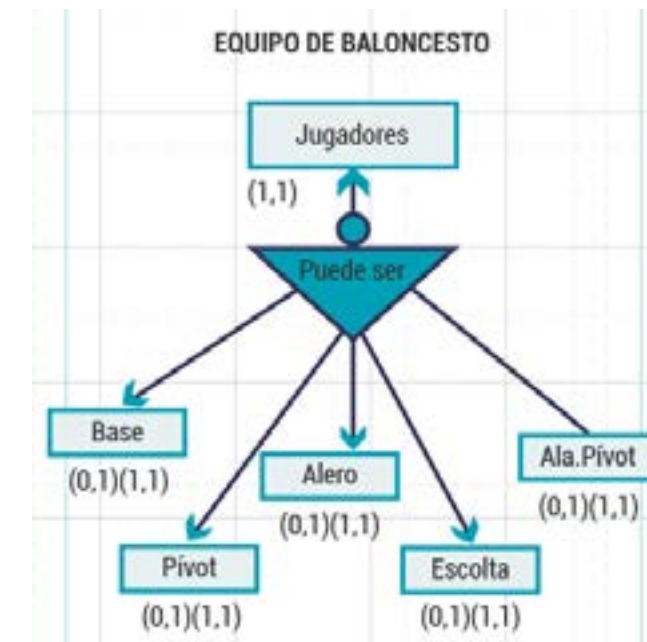 EQUIPO DE BALONCESTO
Jugadores
(1,1)
Puede ser
Base
(0,1)(1,1)
Alero
(0,1)(1,1)
Ala.Pívot
(0,1)(1,1)
Pívot
(0,1)(1,1)
Escolta
(0,1)(1,1)